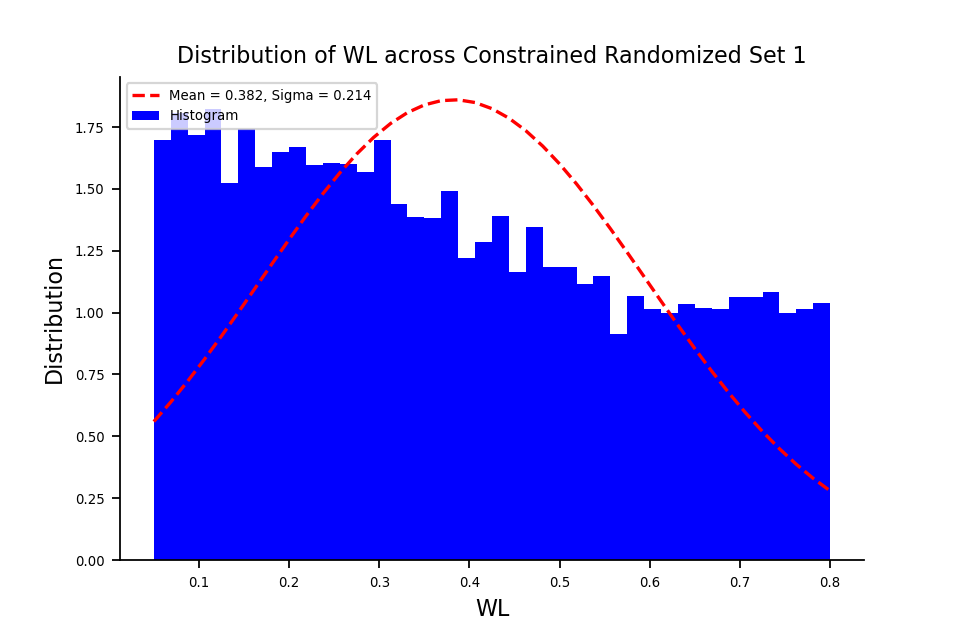 Distribution of WL across Constrained Randomized Set 1
Mean = 0.382, Sigma = 0.214
Histogram
1.75
1.50
1.25
1.00
0.75
0.50
0.25
0.00
Distribution
0.1 0.2 0.3 0.4 0.5 0.6 0.7 0.8
WL